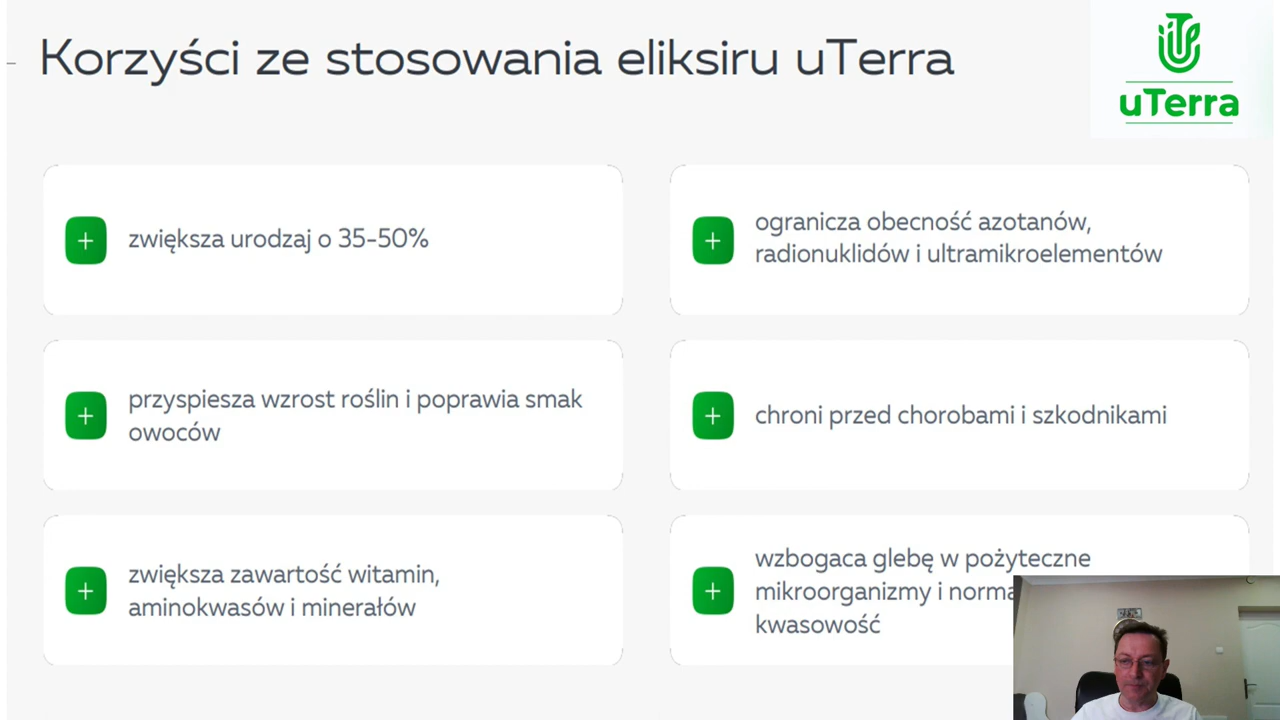 Korzyści ze stosowania eliksiru uTerra
uTerra
zwiększa urodzaj o 35-50%
ogranicza obecność azotanów,
radionuklidów i ultramikroelementów
przyspiesza wzrost roślin i poprawia smak
owoców
chroni przed chorobami i szkodnikami
zwiększa zawartość witamin,
aminokwasów i minerałów
wzbogaca glebę w pożyteczne
mikroorganizmy i
kwasowość